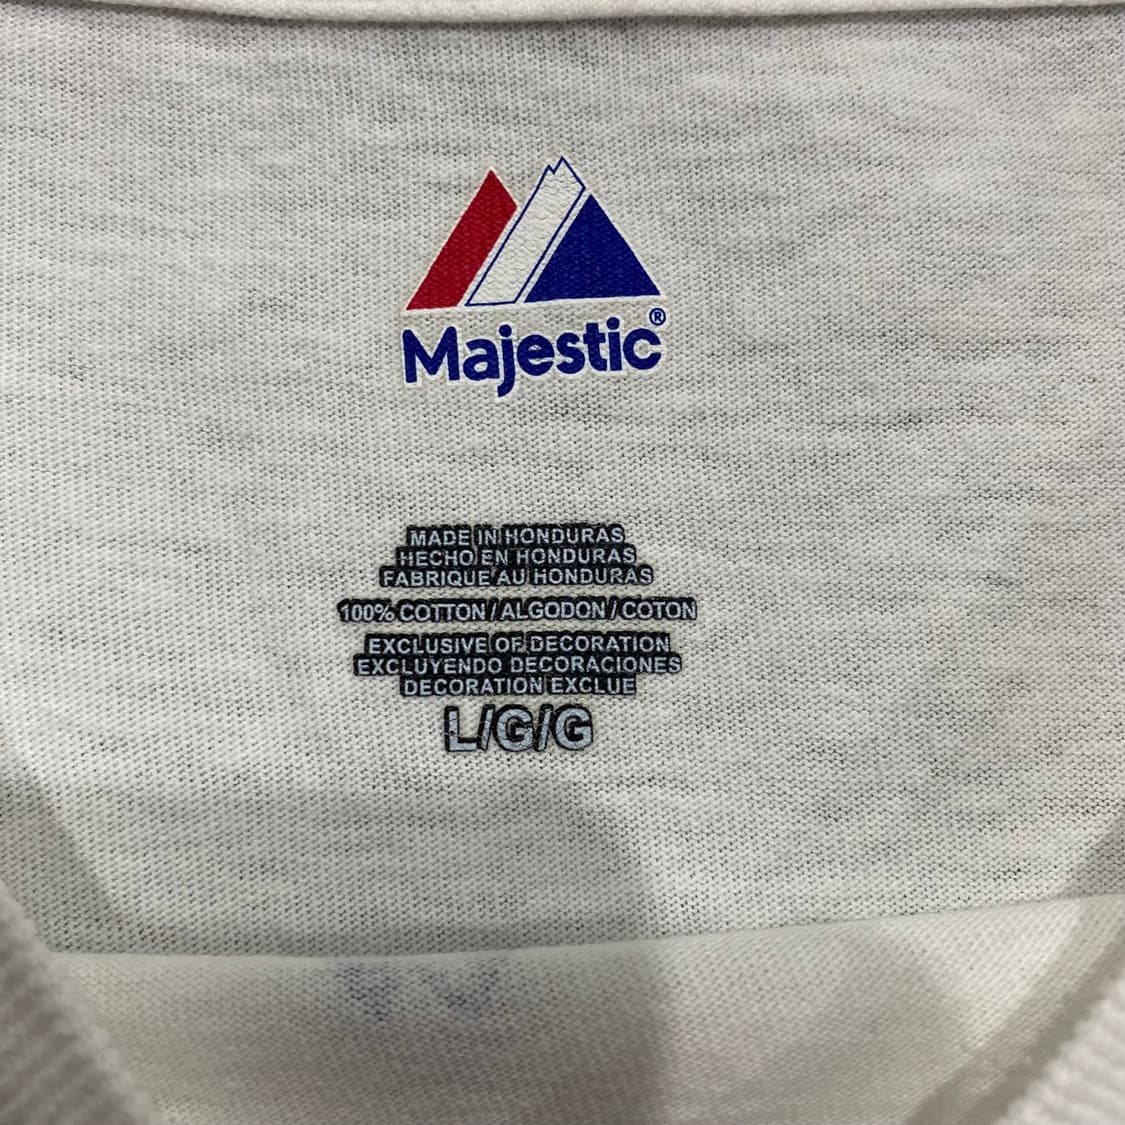 Majestic®
MADE IN HONDURAS
HECHO EN HONDURAS
FABRIQUE AU HONDURAS
100% COTTON / ALGODON / COTON
EXCLUSIVE OF DECORATION
EXCLUYENDO DECORACIONES
DECORATION EXCLUE
L/G/G